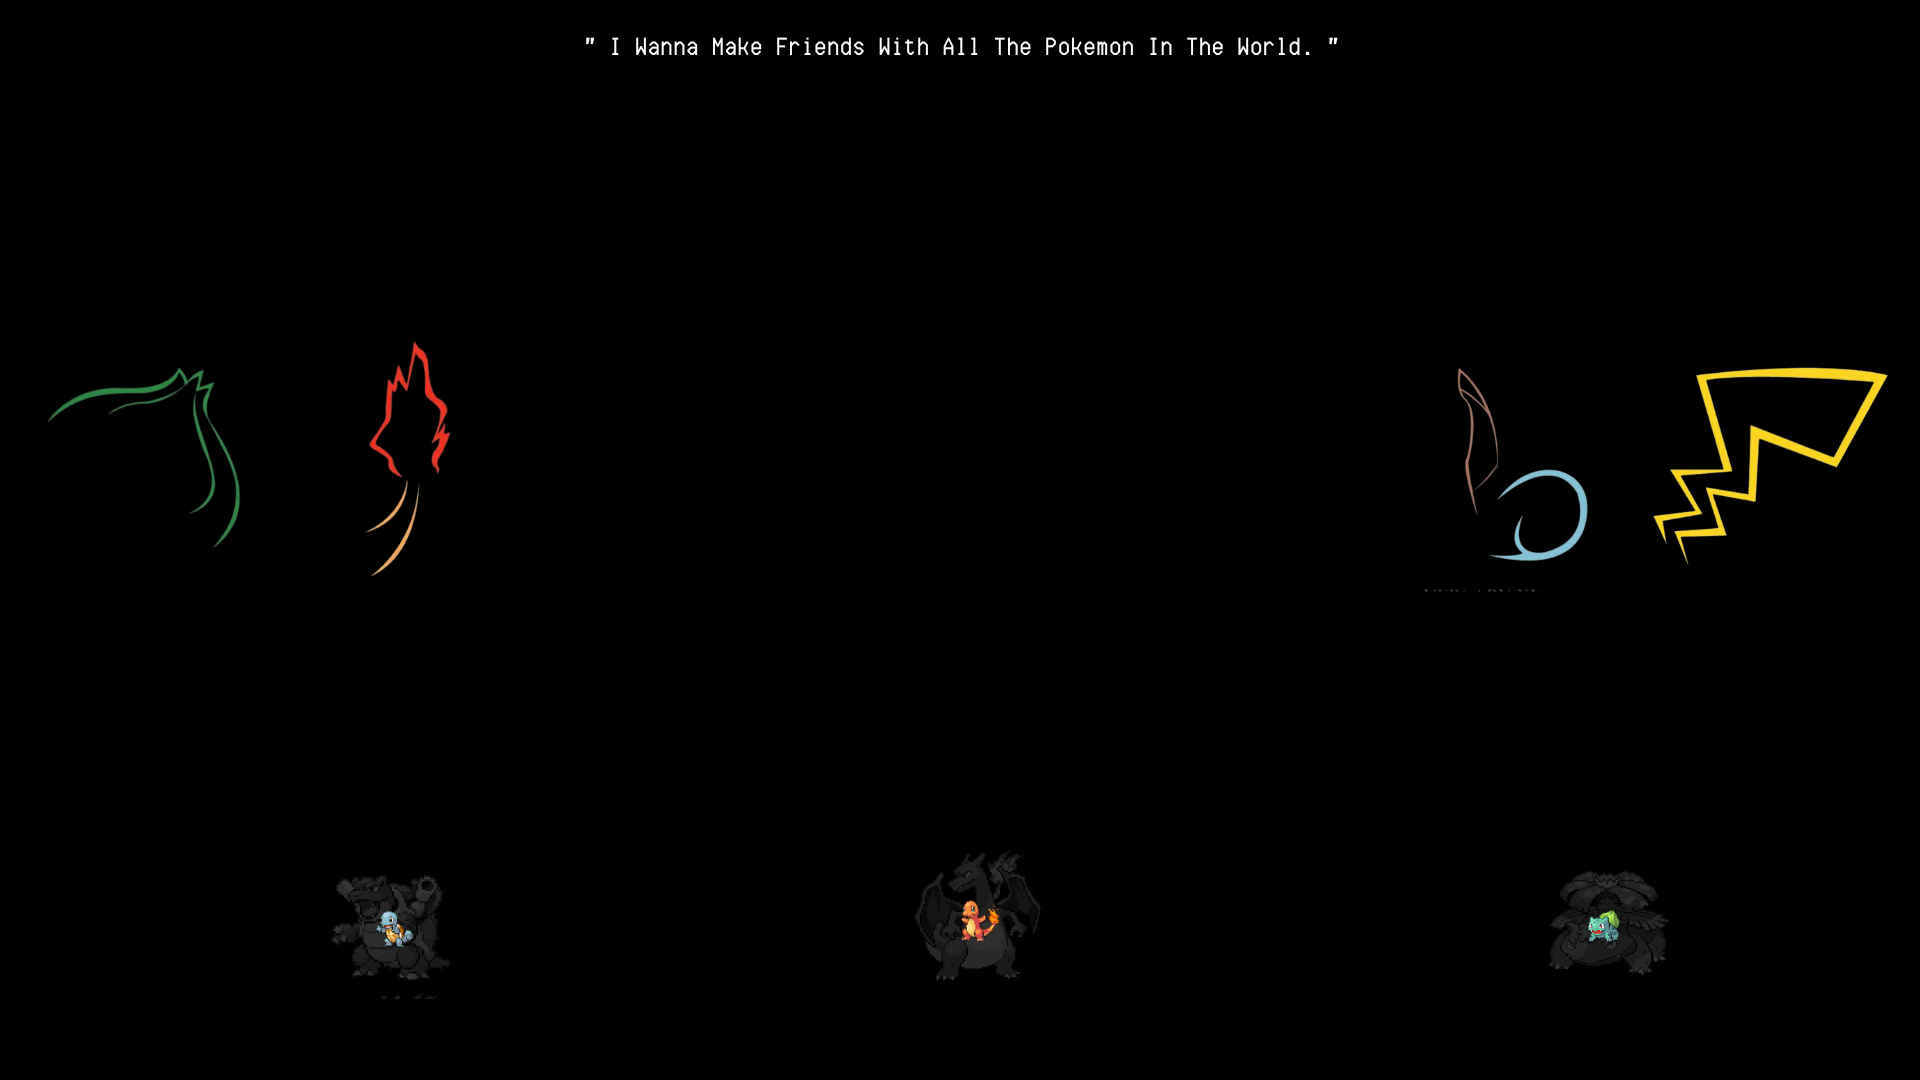 " I Wanna Make Friends With All The Pokemon In The World. "